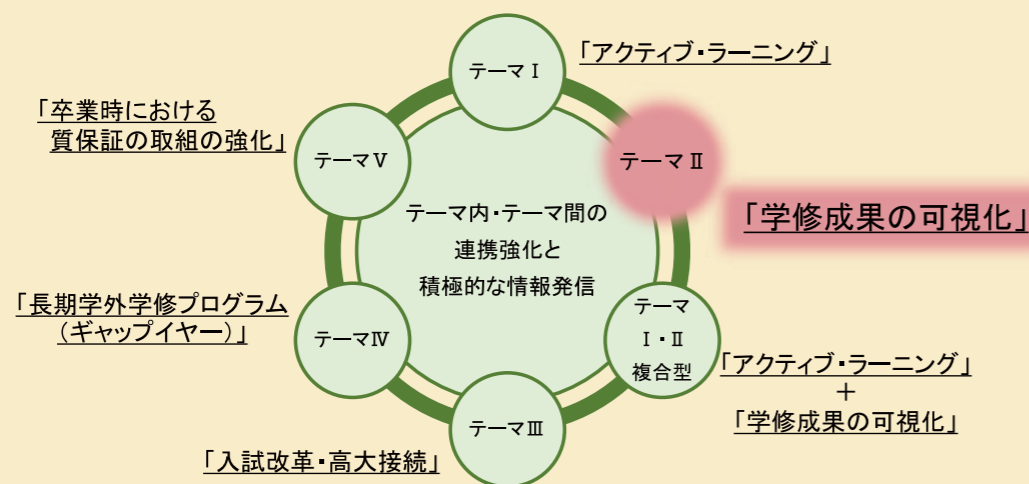 テーマⅠ
「アクティブ・ラーニング」
テーマⅡ
「学修成果の可視化」
テーマ
Ⅰ・Ⅱ
複合型
「アクティブ・ラーニング」
＋
「学修成果の可視化」
テーマⅢ
「入試改革・高大接続」
テーマⅣ
「長期学外学修プログラム
（ギャップイヤー）」
テーマⅤ
「卒業時における
質保証の取組の強化」
テーマ内・テーマ間の
連携強化と
積極的な情報発信